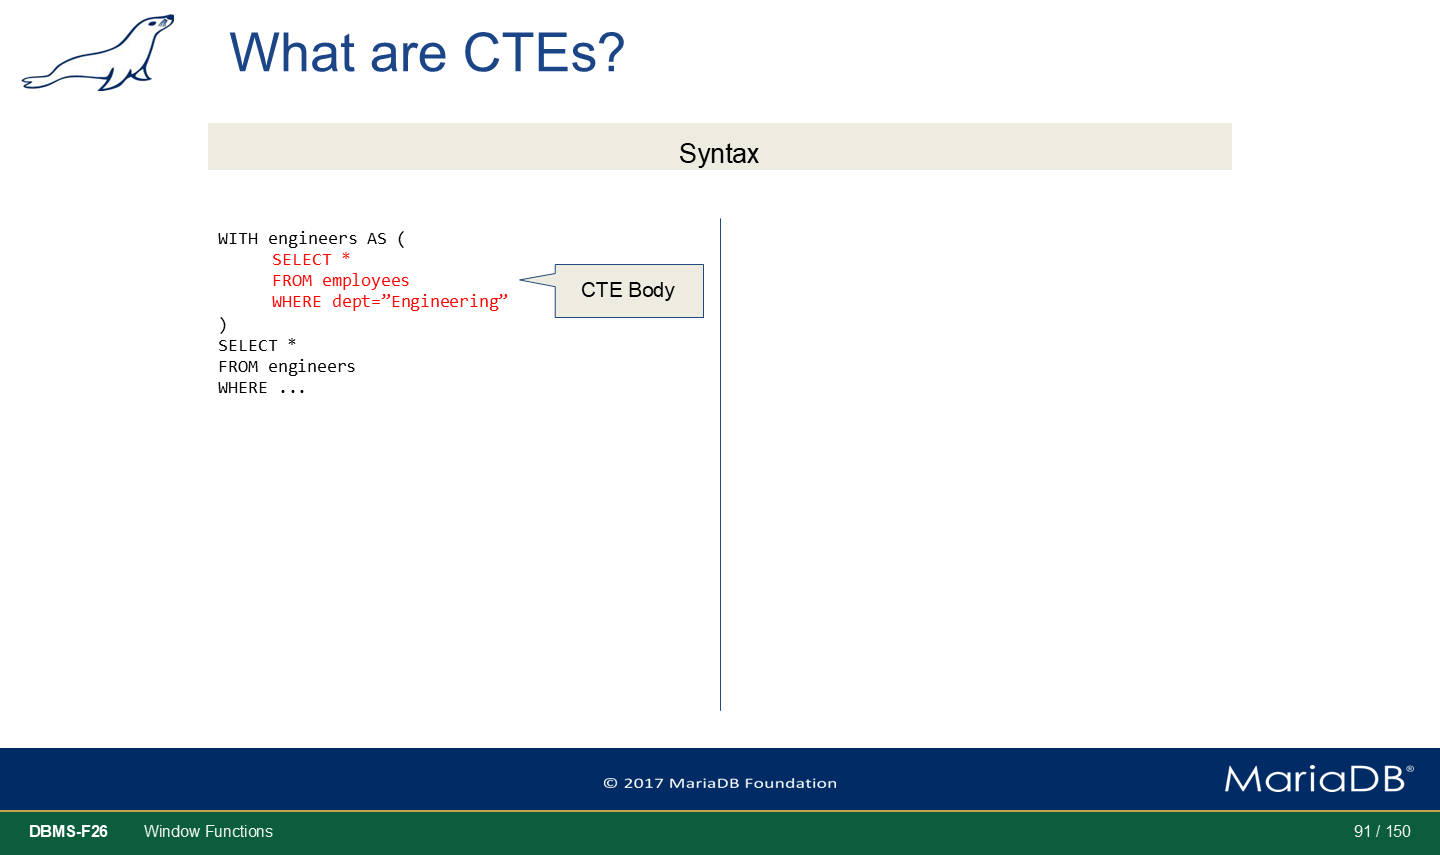 What are CTEs?
Syntax
WITH engineers AS (
SELECT *
FROM employees
WHERE dept=”Engineering”
)
SELECT *
FROM engineers
WHERE ...
CTE Body
© 2017 MariaDB Foundation
MariaDB®
DBMS-F26 Window Functions 91 / 150